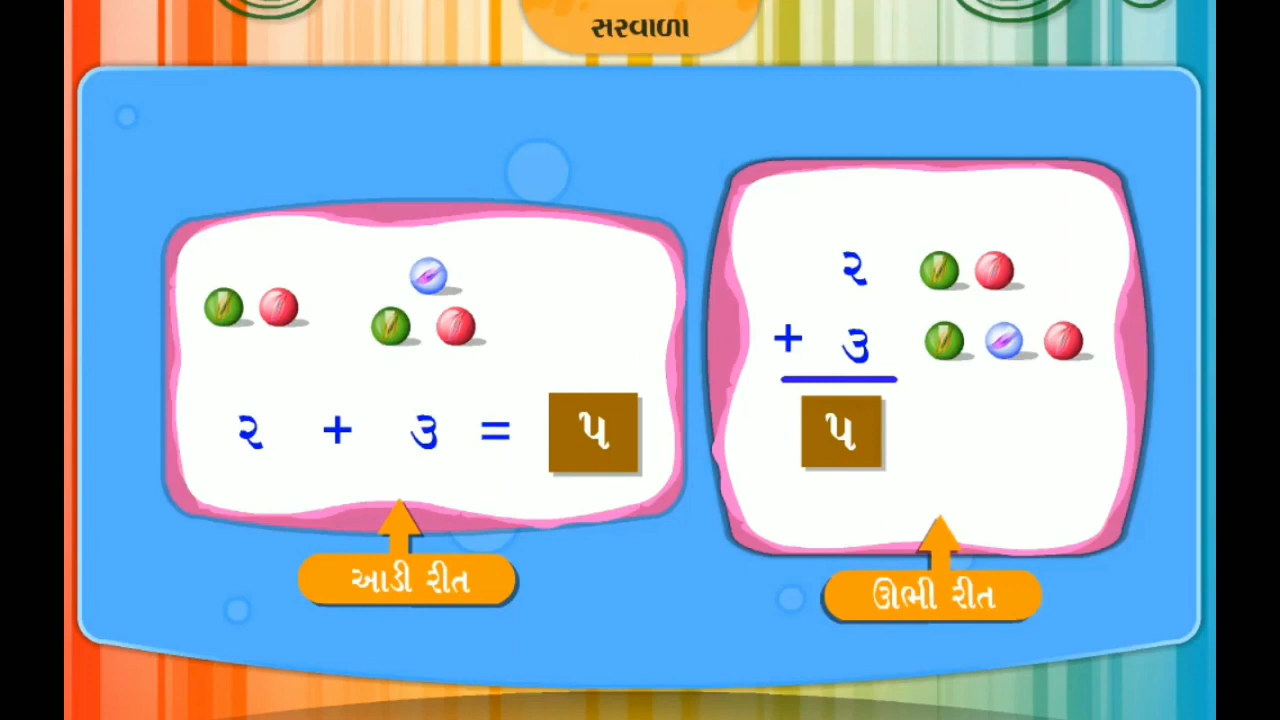 સરવાળા
૨ + ૩ = ૫
આડી રીત
૨
+ ૩
૫
ઊભી રીત